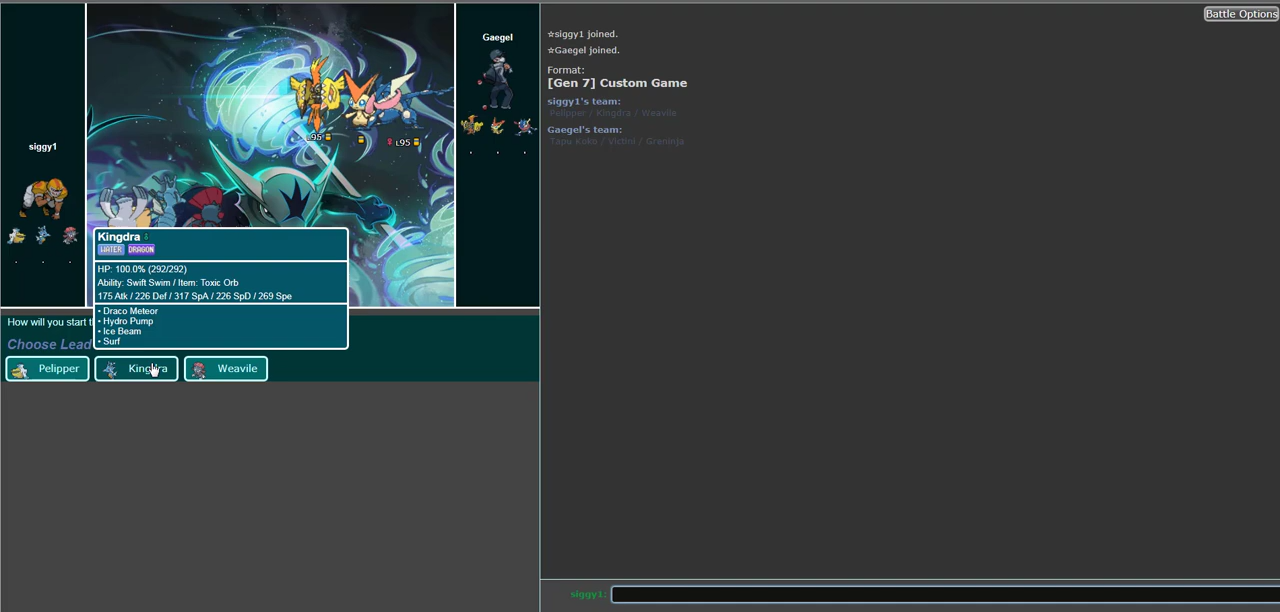 Battle Options
☆siggy1 joined.
☆Gaegel joined.
Format:
[Gen 7] Custom Game
siggy1's team:
Pelipper / Kingdra / Weavile
Gaegel's team:
Tapu Koko / Victini / Greninja
siggy1
Gaegel
L95
L95
Kingdra
WATER DRAGON
HP: 100.0% (292/292)
Ability: Swift Swim / Item: Toxic Orb
175 Atk / 226 Def / 317 SpA / 226 SpD / 269 Spe
• Draco Meteor
• Hydro Pump
• Ice Beam
• Surf
How will you start
Choose Lead
Pelipper
Kingdra
Weavile
siggy1: